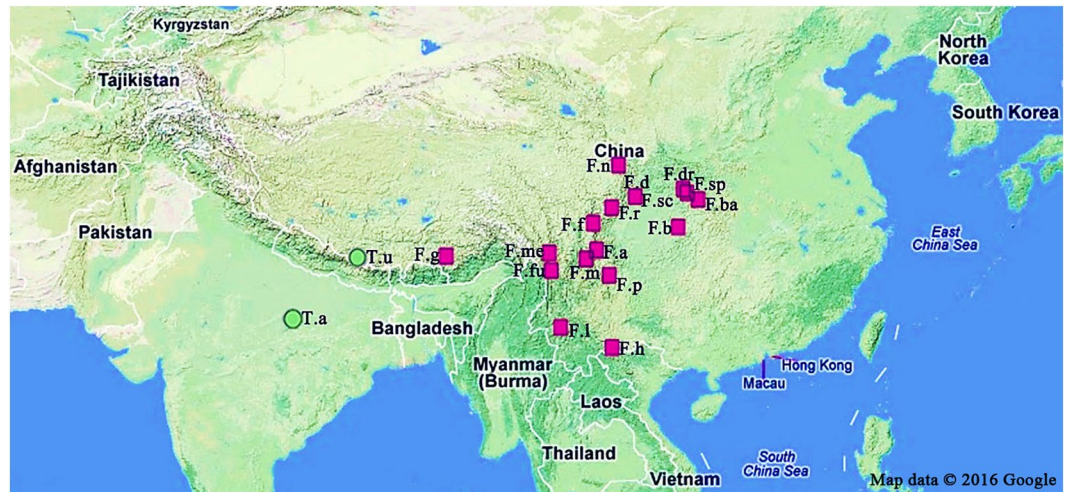 Kyrgyzstan
North
Korea
Tajikistan
South Korea
China
Afghanistan
F.n
F.dr
F.d
F.sp
F.sc
F.ba
F.r
Pakistan
F.f
F.b
East
China Sea
T.u
F.g
F.me
F.a
F.m
F.fu
F.p
T.a
Bangladesh
F.l
F.h
Myanmar
(Burma)
Hong Kong
Macau
Laos
Thailand
South
China Sea
Vietnam
Map data © 2016 Google